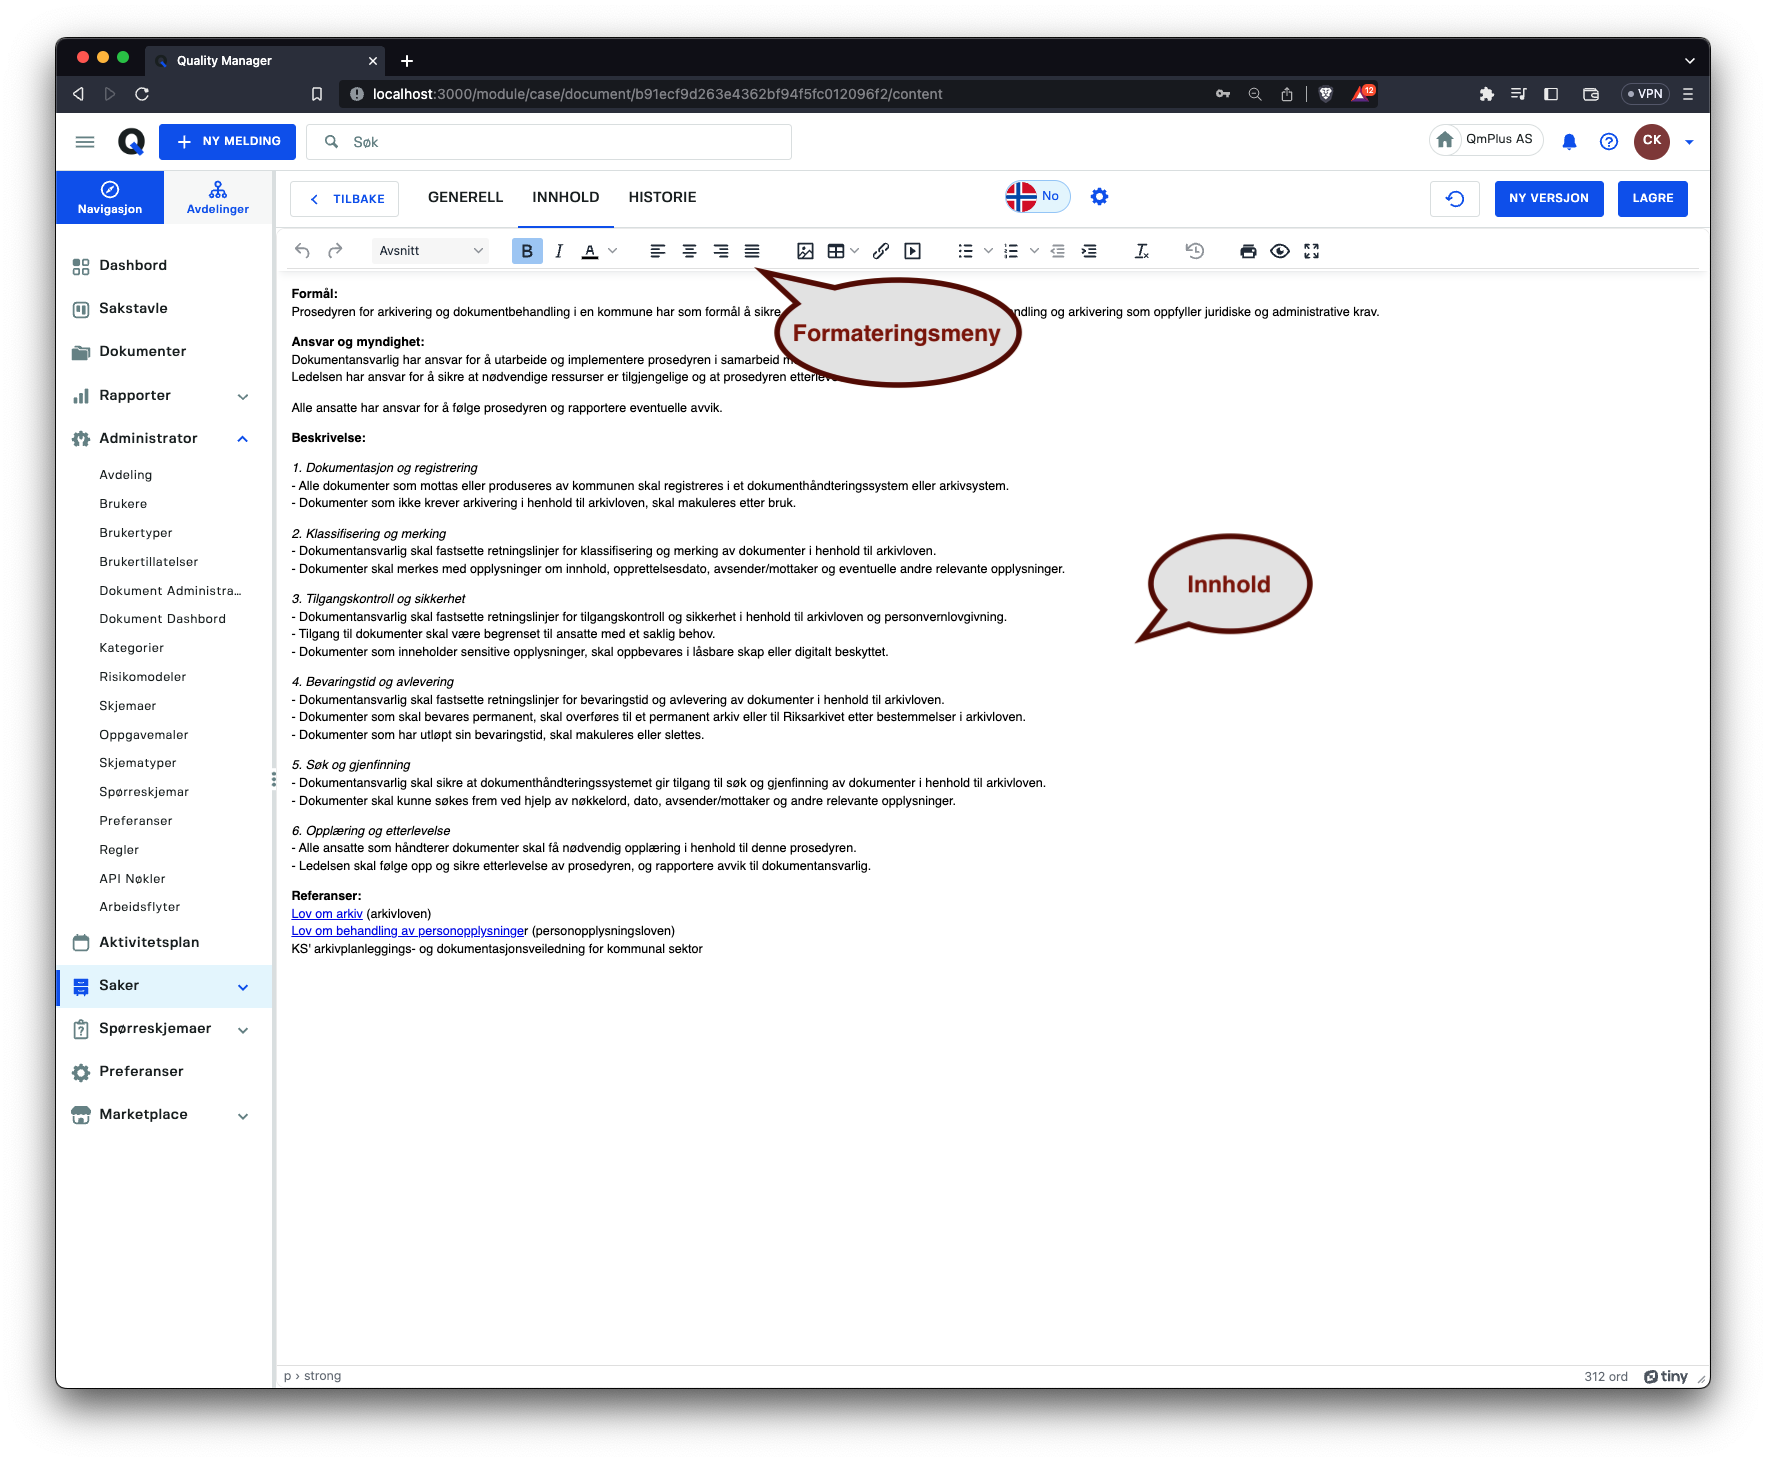 Quality Manager
localhost:3000/module/case/document/b91ecf9d263e4362bf94f5fc012096f2/content
12
VPN
NY MELDING
Søk
QmPlus AS
CK
Navigasjon
Avdelinger
TILBAKE
GENERELL
INNHOLD
HISTORIE
No
NY VERSJON
LAGRE
Avsnitt
B
I
A
Dashbord
Sakstavle
Dokumenter
Rapporter
Administrator
Avdeling
Brukere
Brukertyper
Brukertillatelser
Dokument Administra...
Dokument Dashbord
Kategorier
Risikomodeler
Skjemaer
Oppgavemaler
Skjematyper
Spørreskjemar
Preferanser
Regler
API Nøkler
Arbeidsflyter
Aktivitetsplan
Saker
Spørreskjemaer
Preferanser
Marketplace
Formål:
Prosedyren for arkivering og dokumentbehandling i en kommune har som formål å sikre ndling og arkivering som oppfyller juridiske og administrative krav.
Formateringsmeny
Ansvar og myndighet:
Dokumentansvarlig har ansvar for å utarbeide og implementere prosedyren i samarbeid
Ledelsen har ansvar for å sikre at nødvendige ressurser er tilgjengelige og at prosedyren
Alle ansatte har ansvar for å følge prosedyren og rapportere eventuelle avvik.
Beskrivelse:
1. Dokumentasjon og registrering
- Alle dokumenter som mottas eller produseres av kommunen skal registreres i et dokumenthåndteringssystem eller arkivsystem.
- Dokumenter som ikke krever arkivering i henhold til arkivloven, skal makuleres etter bruk.
2. Klassifisering og merking
- Dokumentansvarlig skal fastsette retningslinjer for klassifisering og merking av dokumenter i henhold til arkivloven.
- Dokumenter skal merkes med opplysninger om innhold, opprettelsesdato, avsender/mottaker og eventuelle andre relevante opplysninger.
Innhold
3. Tilgangskontroll og sikkerhet
- Dokumentansvarlig skal fastsette retningslinjer for tilgangskontroll og sikkerhet i henhold til arkivloven og personvernlovgivning.
- Tilgang til dokumenter skal være begrenset til ansatte med et saklig behov.
- Dokumenter som inneholder sensitive opplysninger, skal oppbevares i låsbare skap eller digitalt beskyttet.
4. Bevaringstid og avlevering
- Dokumentansvarlig skal fastsette retningslinjer for bevaringstid og avlevering av dokumenter i henhold til arkivloven.
- Dokumenter som skal bevares permanent, skal overføres til et permanent arkiv eller til Riksarkivet etter bestemmelser i arkivloven.
- Dokumenter som har utløpt sin bevaringstid, skal makuleres eller slettes.
5. Søk og gjenfinning
- Dokumentansvarlig skal sikre at dokumenthåndteringssystemet gir tilgang til søk og gjenfinning av dokumenter i henhold til arkivloven.
- Dokumenter skal kunne søkes frem ved hjelp av nøkkelord, dato, avsender/mottaker og andre relevante opplysninger.
6. Opplæring og etterlevelse
- Alle ansatte som håndterer dokumenter skal få nødvendig opplæring i henhold til denne prosedyren.
- Ledelsen skal følge opp og sikre etterlevelse av prosedyren, og rapportere avvik til dokumentansvarlig.
Referanser:
Lov om arkiv (arkivloven)
Lov om behandling av personopplysninger (personopplysningsloven)
KS' arkivplanleggings- og dokumentasjonsveiledning for kommunal sektor
p › strong
312 ord
tiny